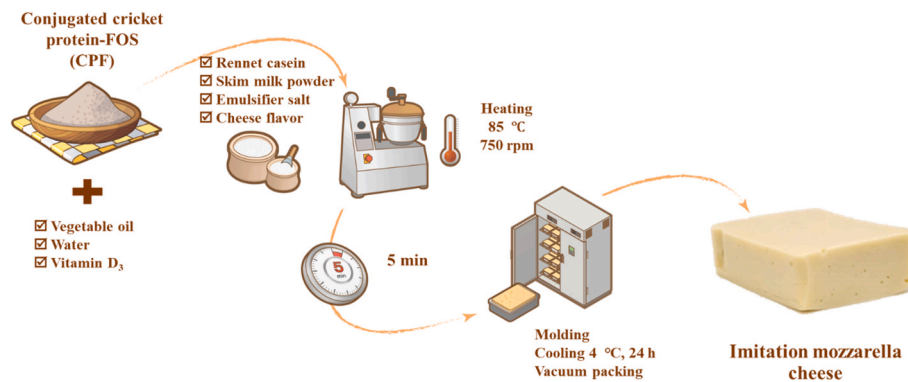 Conjugated cricket
protein-FOS
(CPF)
Vegetable oil
Water
Vitamin D₃
Rennet casein
Skim milk powder
Emulsifier salt
Cheese flavor
Heating
85 ℃
750 rpm
5
min
5 min
Molding
Cooling 4 ℃, 24 h
Vacuum packing
Imitation mozzarella
cheese